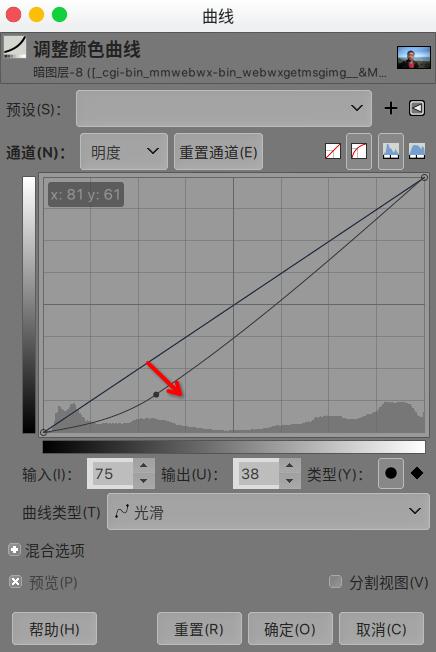 曲线
调整颜色曲线
暗图层-8 ([_cgi-bin_mmwebwx-bin_webwxgetmsgimg__&M...
预设(S):
通道(N): 明度 重置通道(E)
x: 81 y: 61
输入(I): 75 输出(U): 38 类型(Y):
曲线类型(T) 光滑
混合选项
预览(P) 分割视图(V)
帮助(H) 重置(R) 确定(O) 取消(C)